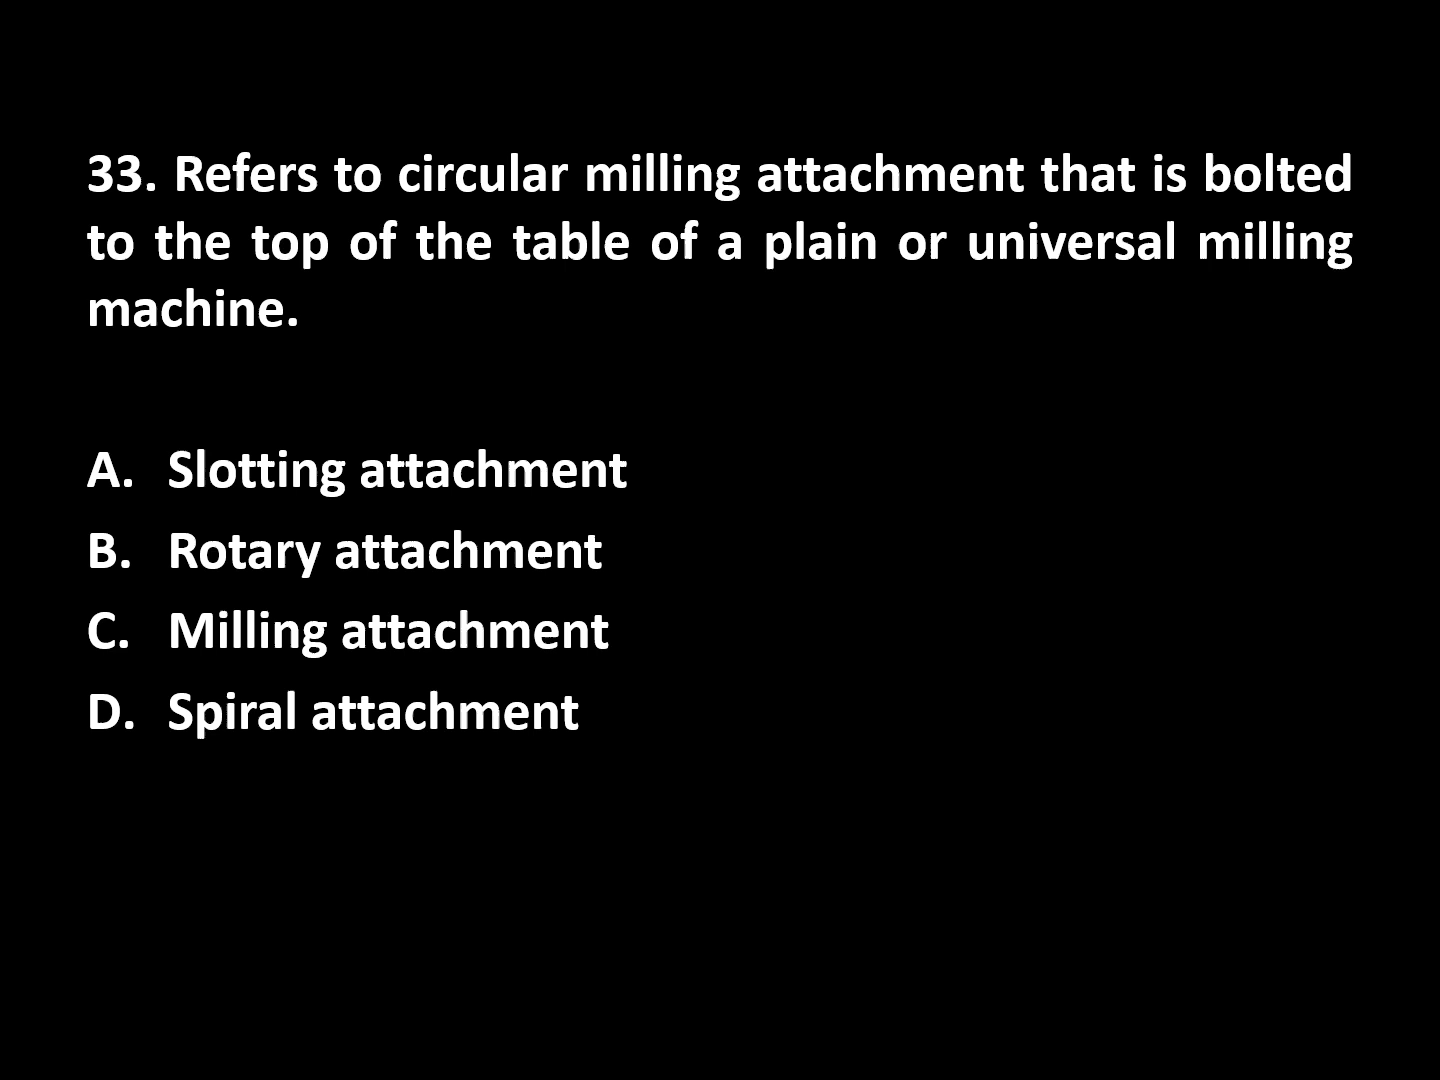 33. Refers to circular milling attachment that is bolted
to the top of the table of a plain or universal milling
machine.
A. Slotting attachment
B. Rotary attachment
C. Milling attachment
D. Spiral attachment